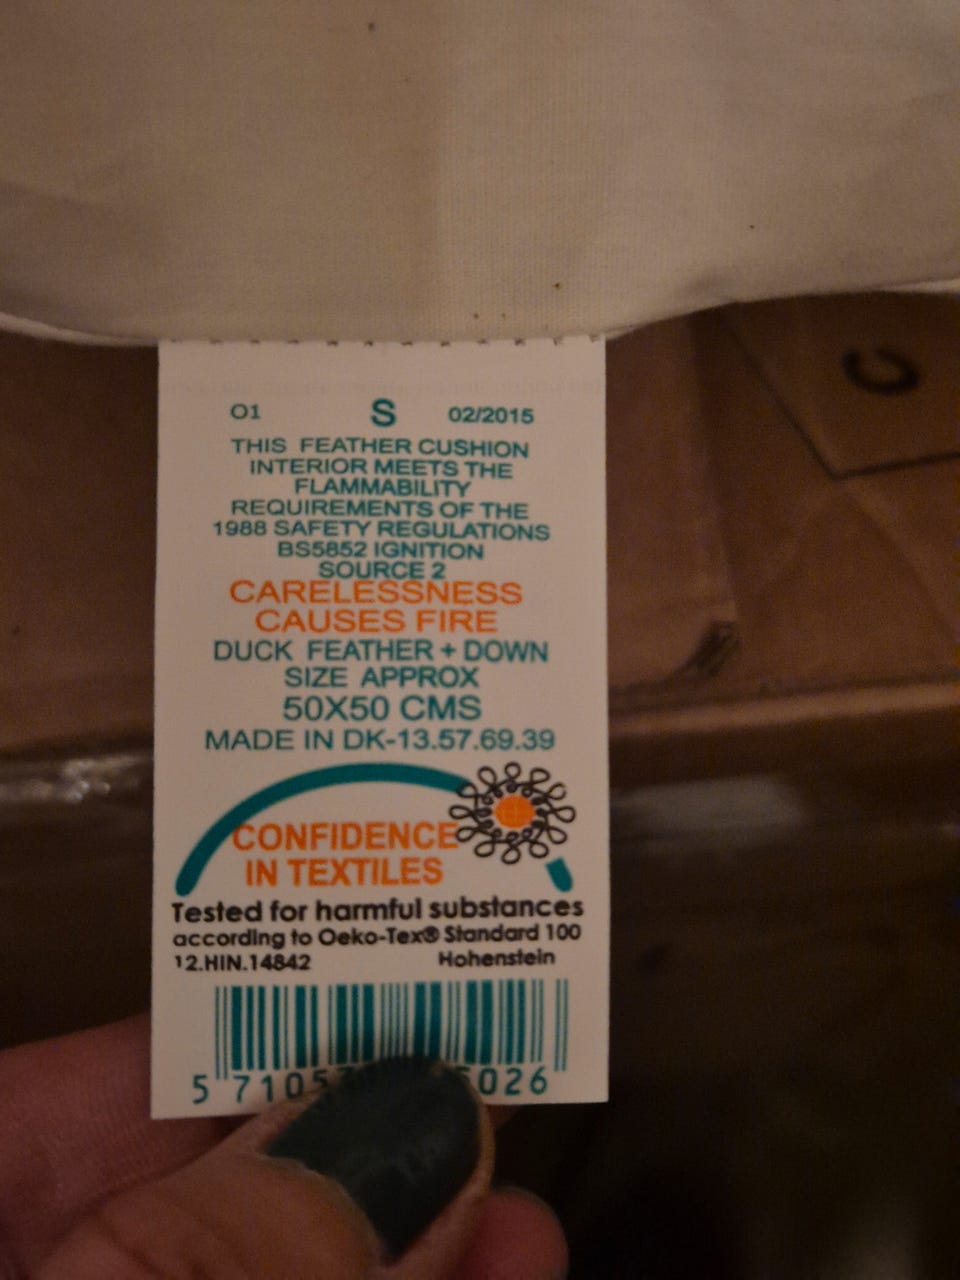 O1 S 02/2015
THIS FEATHER CUSHION
INTERIOR MEETS THE
FLAMMABILITY
REQUIREMENTS OF THE
1988 SAFETY REGULATIONS
BS5852 IGNITION
SOURCE 2
CARELESSNESS
CAUSES FIRE
DUCK FEATHER + DOWN
SIZE APPROX
50X50 CMS
MADE IN DK-13.57.69.39
CONFIDENCE
IN TEXTILES
Tested for harmful substances
according to Oeko-Tex® Standard 100
12.HIN.14842 Hohenstein
C